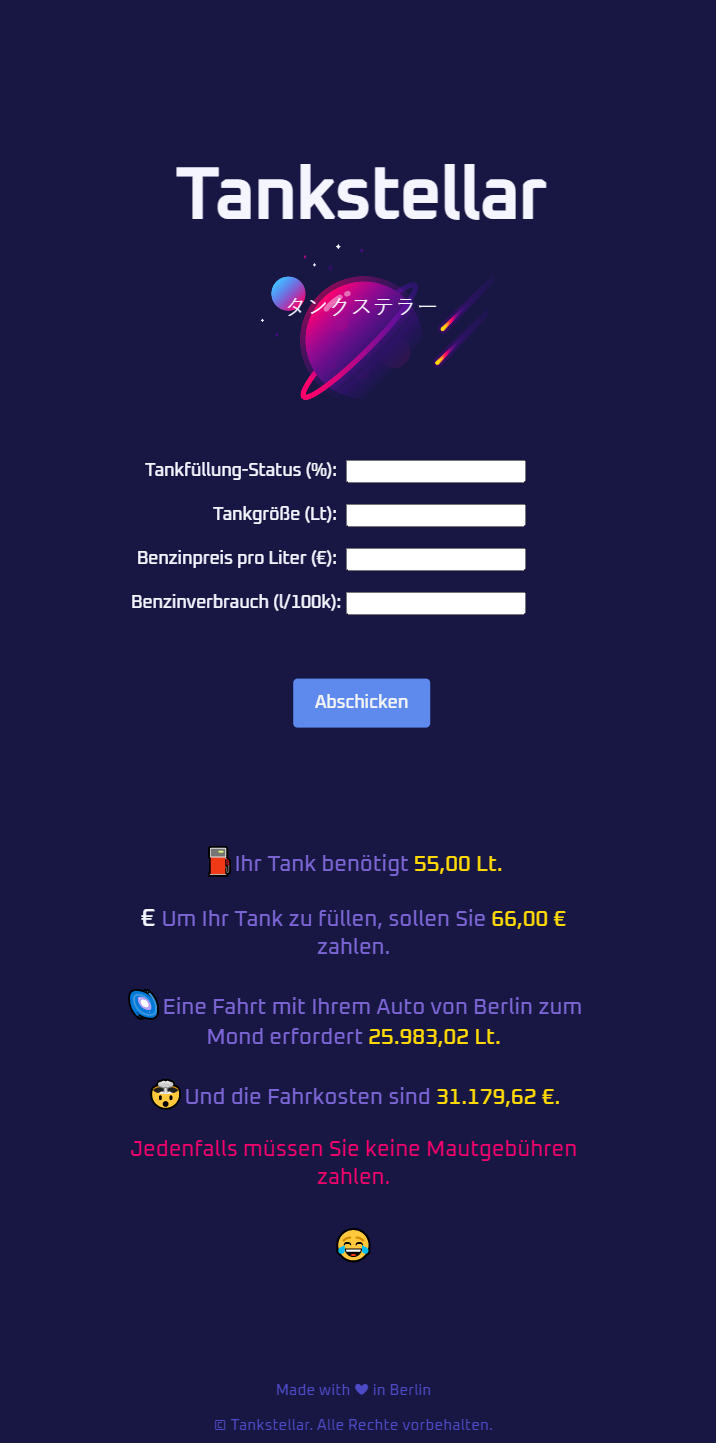 Tankstellar
タンクステラー
Tankfüllung-Status (%):
Tankgröße (Lt):
Benzinpreis pro Liter (€):
Benzinverbrauch (l/100k):
Abschicken
Ihr Tank benötigt 55,00 Lt.
€ Um Ihr Tank zu füllen, sollen Sie 66,00 €
zahlen.
Eine Fahrt mit Ihrem Auto von Berlin zum
Mond erfordert 25.983,02 Lt.
Und die Fahrkosten sind 31.179,62 €.
Jedenfalls müssen Sie keine Mautgebühren
zahlen.
Made with ♥ in Berlin
© Tankstellar. Alle Rechte vorbehalten.